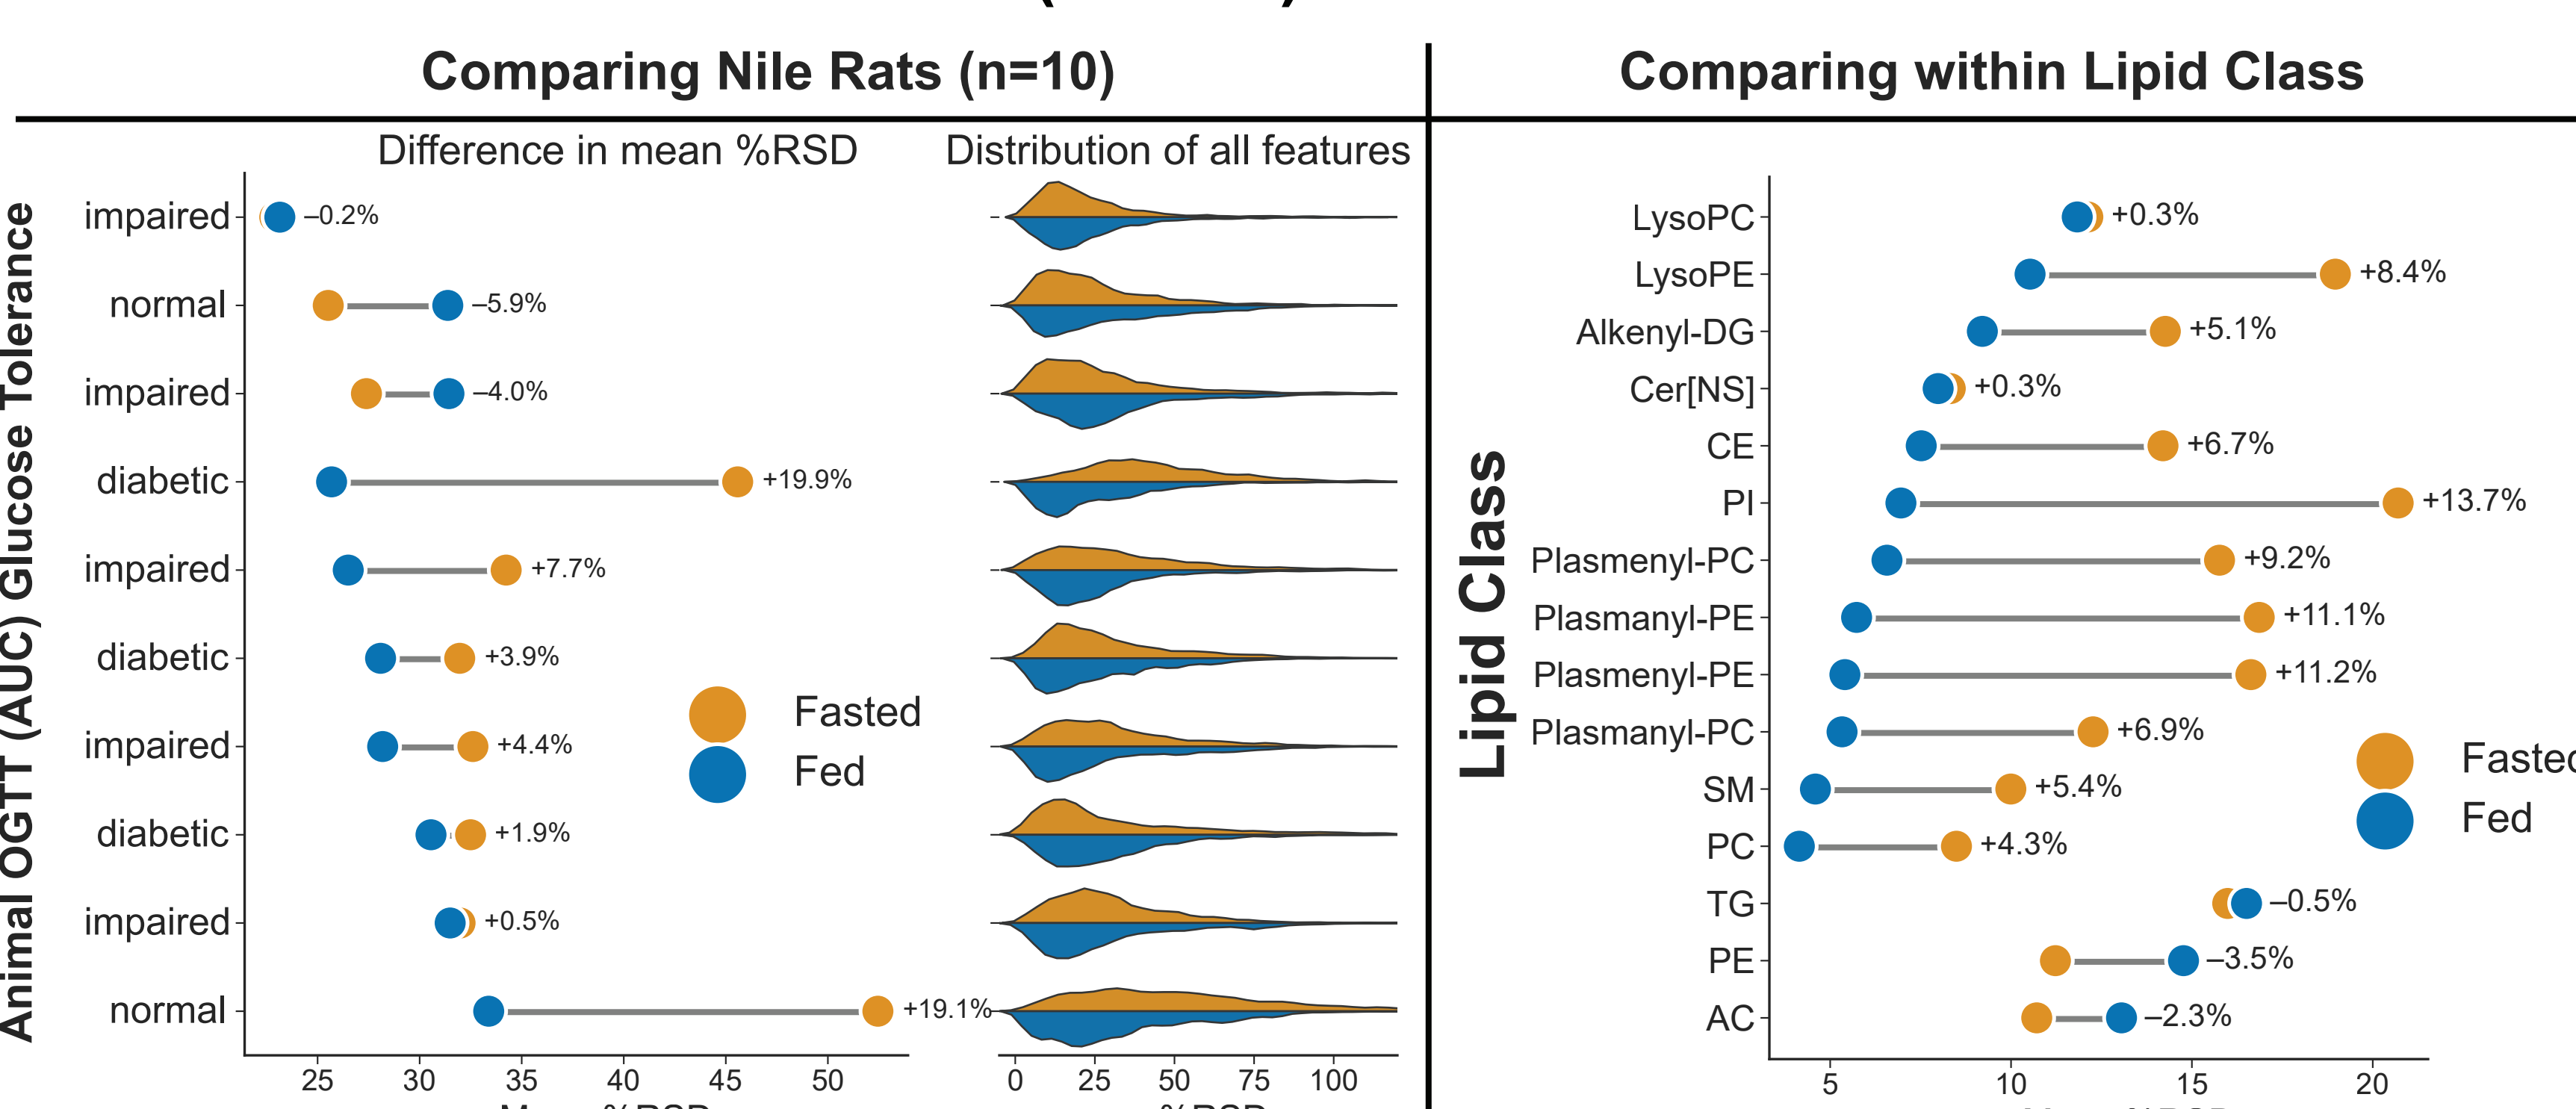 Comparing Nile Rats (n=10)
Comparing within Lipid Class
Difference in mean %RSD
Distribution of all features
Animal OGTT (AUC) Glucose Tolerance
impaired
–0.2%
normal
–5.9%
impaired
–4.0%
diabetic
+19.9%
impaired
+7.7%
diabetic
+3.9%
impaired
+4.4%
diabetic
+1.9%
impaired
+0.5%
normal
+19.1%
Fasted
Fed
25 30 35 40 45 50
0 25 50 75 100
Lipid Class
LysoPC
+0.3%
LysoPE
+8.4%
Alkenyl-DG
+5.1%
Cer[NS]
+0.3%
CE
+6.7%
PI
+13.7%
Plasmenyl-PC
+9.2%
Plasmanyl-PE
+11.1%
Plasmenyl-PE
+11.2%
Plasmanyl-PC
+6.9%
SM
+5.4%
PC
+4.3%
TG
–0.5%
PE
–3.5%
AC
–2.3%
Fasted
Fed
5 10 15 20